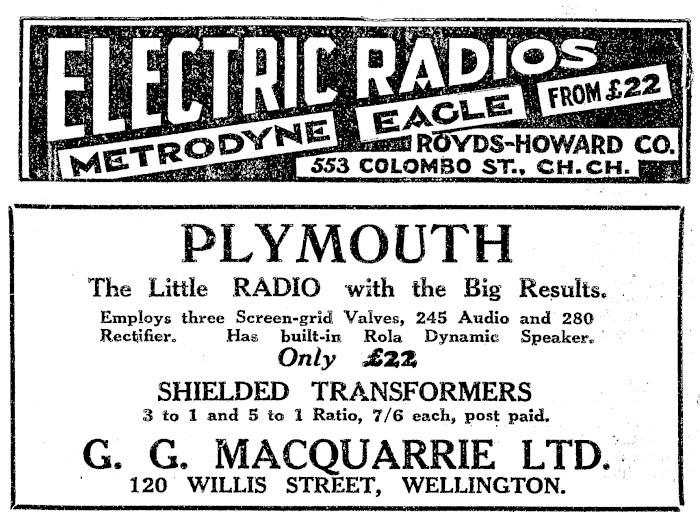 ELECTRIC RADIOS
METRODYNE EAGLE FROM £22
ROYDS-HOWARD CO.
553 COLOMBO ST., CH.CH.
PLYMOUTH
The Little RADIO with the Big Results.
Employs three Screen-grid Valves, 245 Audio and 280
Rectifier. Has built-in Rola Dynamic Speaker.
Only £22
SHIELDED TRANSFORMERS
3 to 1 and 5 to 1 Ratio, 7/6 each, post paid.
G. G. MACQUARRIE LTD.
120 WILLIS STREET, WELLINGTON.